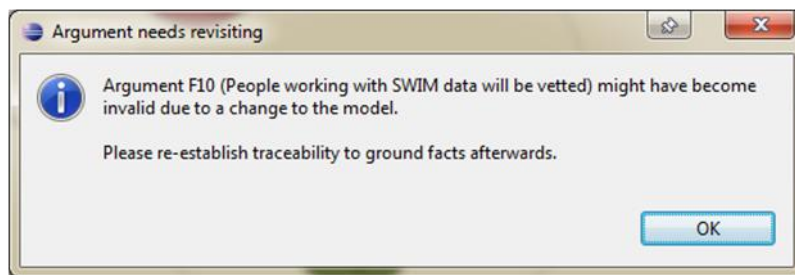 Argument needs revisiting
Argument F10 (People working with SWIM data will be vetted) might have become
invalid due to a change to the model.
Please re-establish traceability to ground facts afterwards.
OK